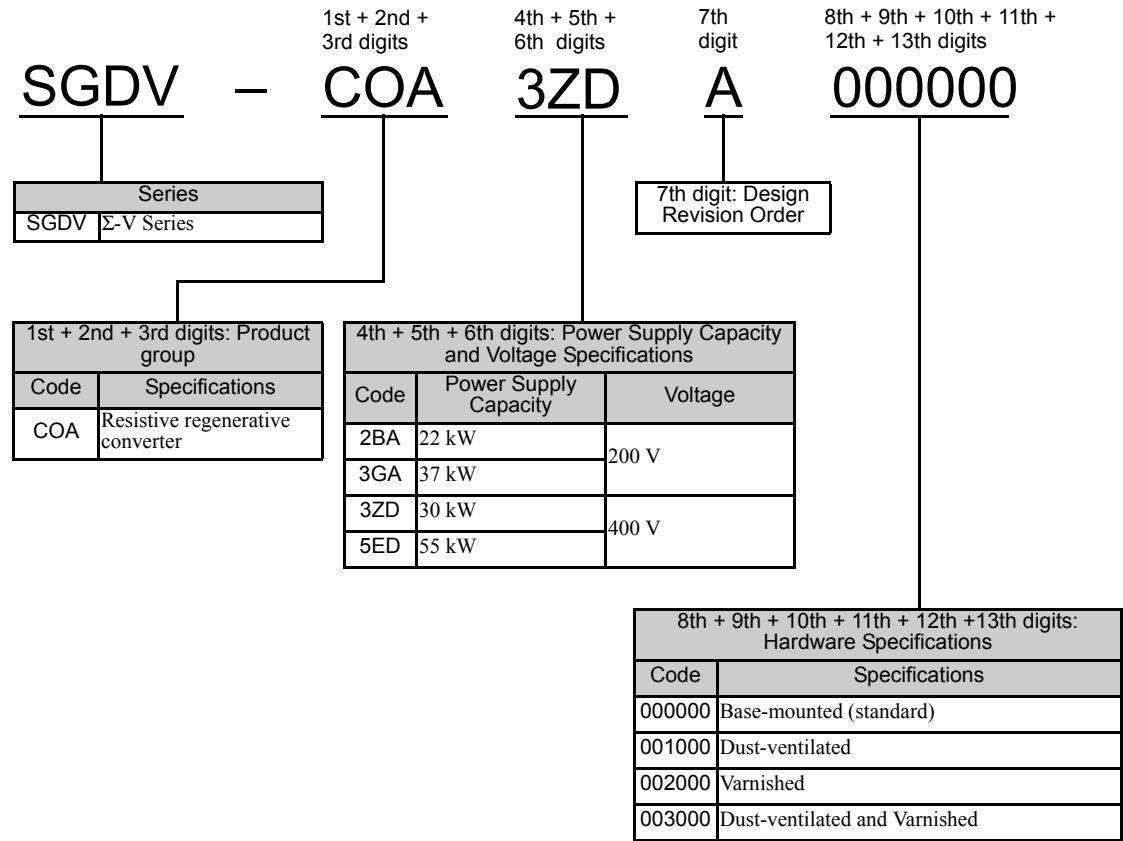 1st + 2nd +
3rd digits
4th + 5th +
6th digits
7th
digit
8th + 9th + 10th + 11th +
12th + 13th digits
SGDV – COA 3ZD A 000000
Series
SGDV Σ-V Series
7th digit: Design
Revision Order
1st + 2nd + 3rd digits: Product
group
Code Specifications
COA Resistive regenerative
converter
4th + 5th + 6th digits: Power Supply Capacity
and Voltage Specifications
Code Power Supply
Capacity Voltage
2BA 22 kW
200 V
3GA 37 kW
3ZD 30 kW
400 V
5ED 55 kW
8th + 9th + 10th + 11th + 12th +13th digits:
Hardware Specifications
Code Specifications
000000 Base-mounted (standard)
001000 Dust-ventilated
002000 Varnished
003000 Dust-ventilated and Varnished